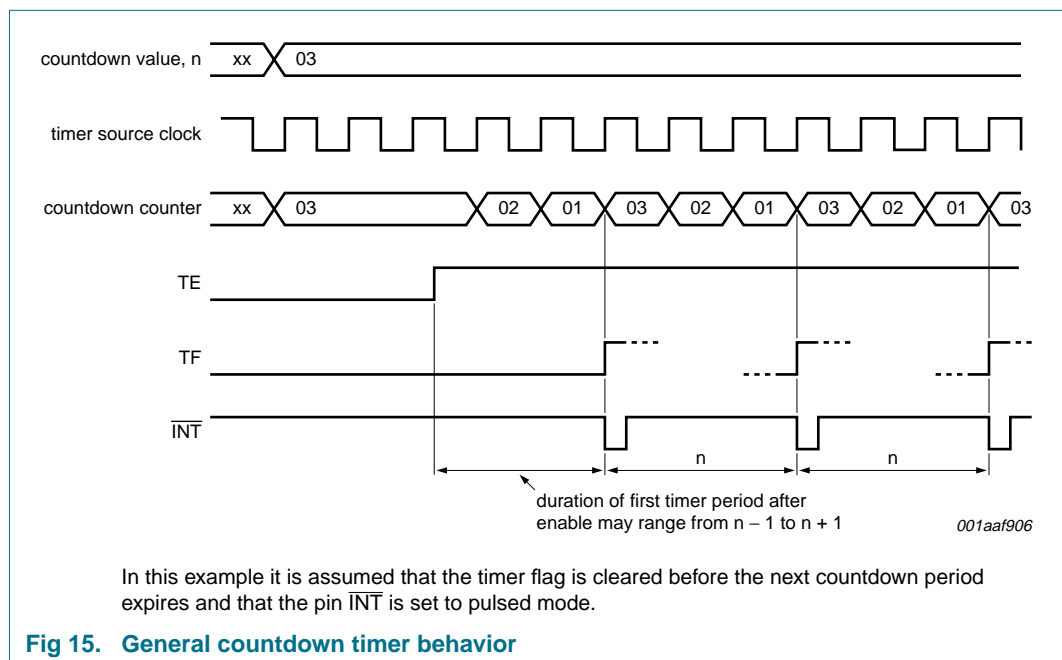 countdown value, n xx 03
timer source clock
countdown counter xx 03 02 01 03 02 01 03 02 01 03
TE
TF
INT
n n
duration of first timer period after
enable may range from n − 1 to n + 1
001aaf906
In this example it is assumed that the timer flag is cleared before the next countdown period
expires and that the pin INT is set to pulsed mode.
Fig 15. General countdown timer behavior